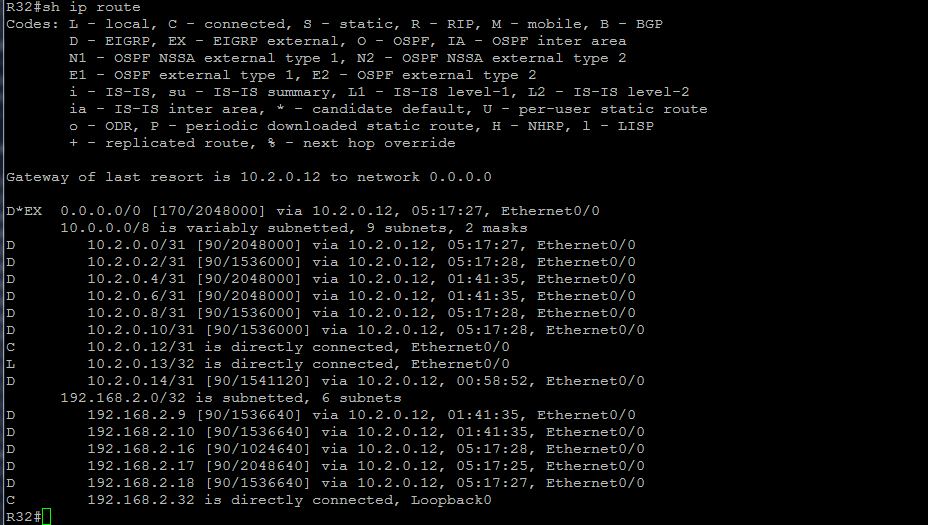 R32#sh ip route
Codes: L - local, C - connected, S - static, R - RIP, M - mobile, B - BGP
D - EIGRP, EX - EIGRP external, O - OSPF, IA - OSPF inter area
N1 - OSPF NSSA external type 1, N2 - OSPF NSSA external type 2
E1 - OSPF external type 1, E2 - OSPF external type 2
i - IS-IS, su - IS-IS summary, L1 - IS-IS level-1, L2 - IS-IS level-2
ia - IS-IS inter area, * - candidate default, U - per-user static route
o - ODR, P - periodic downloaded static route, H - NHRP, l - LISP
+ - replicated route, % - next hop override
Gateway of last resort is 10.2.0.12 to network 0.0.0.0
D*EX 0.0.0.0/0 [170/2048000] via 10.2.0.12, 05:17:27, Ethernet0/0
10.0.0.0/8 is variably subnetted, 9 subnets, 2 masks
D 10.2.0.0/31 [90/2048000] via 10.2.0.12, 05:17:27, Ethernet0/0
D 10.2.0.2/31 [90/1536000] via 10.2.0.12, 05:17:28, Ethernet0/0
D 10.2.0.4/31 [90/2048000] via 10.2.0.12, 01:41:35, Ethernet0/0
D 10.2.0.6/31 [90/2048000] via 10.2.0.12, 01:41:35, Ethernet0/0
D 10.2.0.8/31 [90/1536000] via 10.2.0.12, 05:17:28, Ethernet0/0
D 10.2.0.10/31 [90/1536000] via 10.2.0.12, 05:17:28, Ethernet0/0
C 10.2.0.12/31 is directly connected, Ethernet0/0
L 10.2.0.13/32 is directly connected, Ethernet0/0
D 10.2.0.14/31 [90/1541120] via 10.2.0.12, 00:58:52, Ethernet0/0
192.168.2.0/32 is subnetted, 6 subnets
D 192.168.2.9 [90/1536640] via 10.2.0.12, 01:41:35, Ethernet0/0
D 192.168.2.10 [90/1536640] via 10.2.0.12, 01:41:35, Ethernet0/0
D 192.168.2.16 [90/1024640] via 10.2.0.12, 05:17:28, Ethernet0/0
D 192.168.2.17 [90/2048640] via 10.2.0.12, 05:17:25, Ethernet0/0
D 192.168.2.18 [90/1536640] via 10.2.0.12, 05:17:27, Ethernet0/0
C 192.168.2.32 is directly connected, Loopback0
R32#